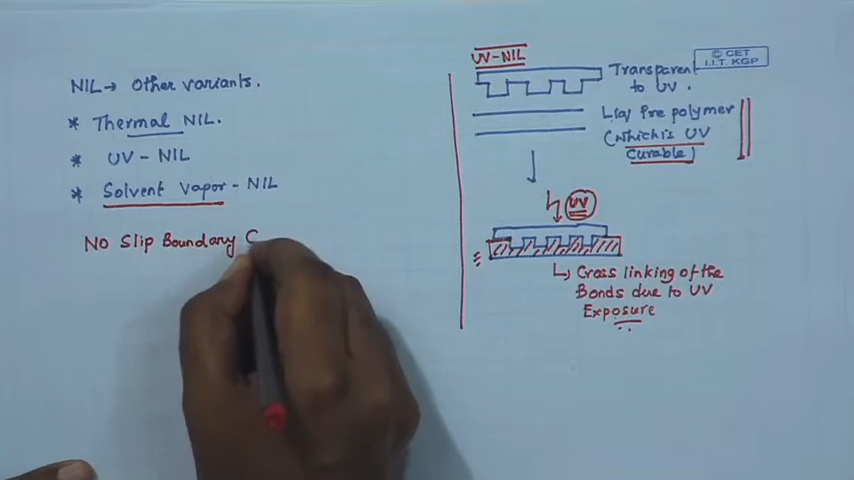 NIL→ Other variants.
* Thermal NIL.
* UV - NIL
* Solvent Vapor - NIL
No Slip Boundary C
UV-NIL
Transparent
to UV.
© CET
I.I.T. KGP
Liq/ Pre polymer
(which is UV
curable)
UV
↳ Cross linking of the
Bonds due to UV
Exposure